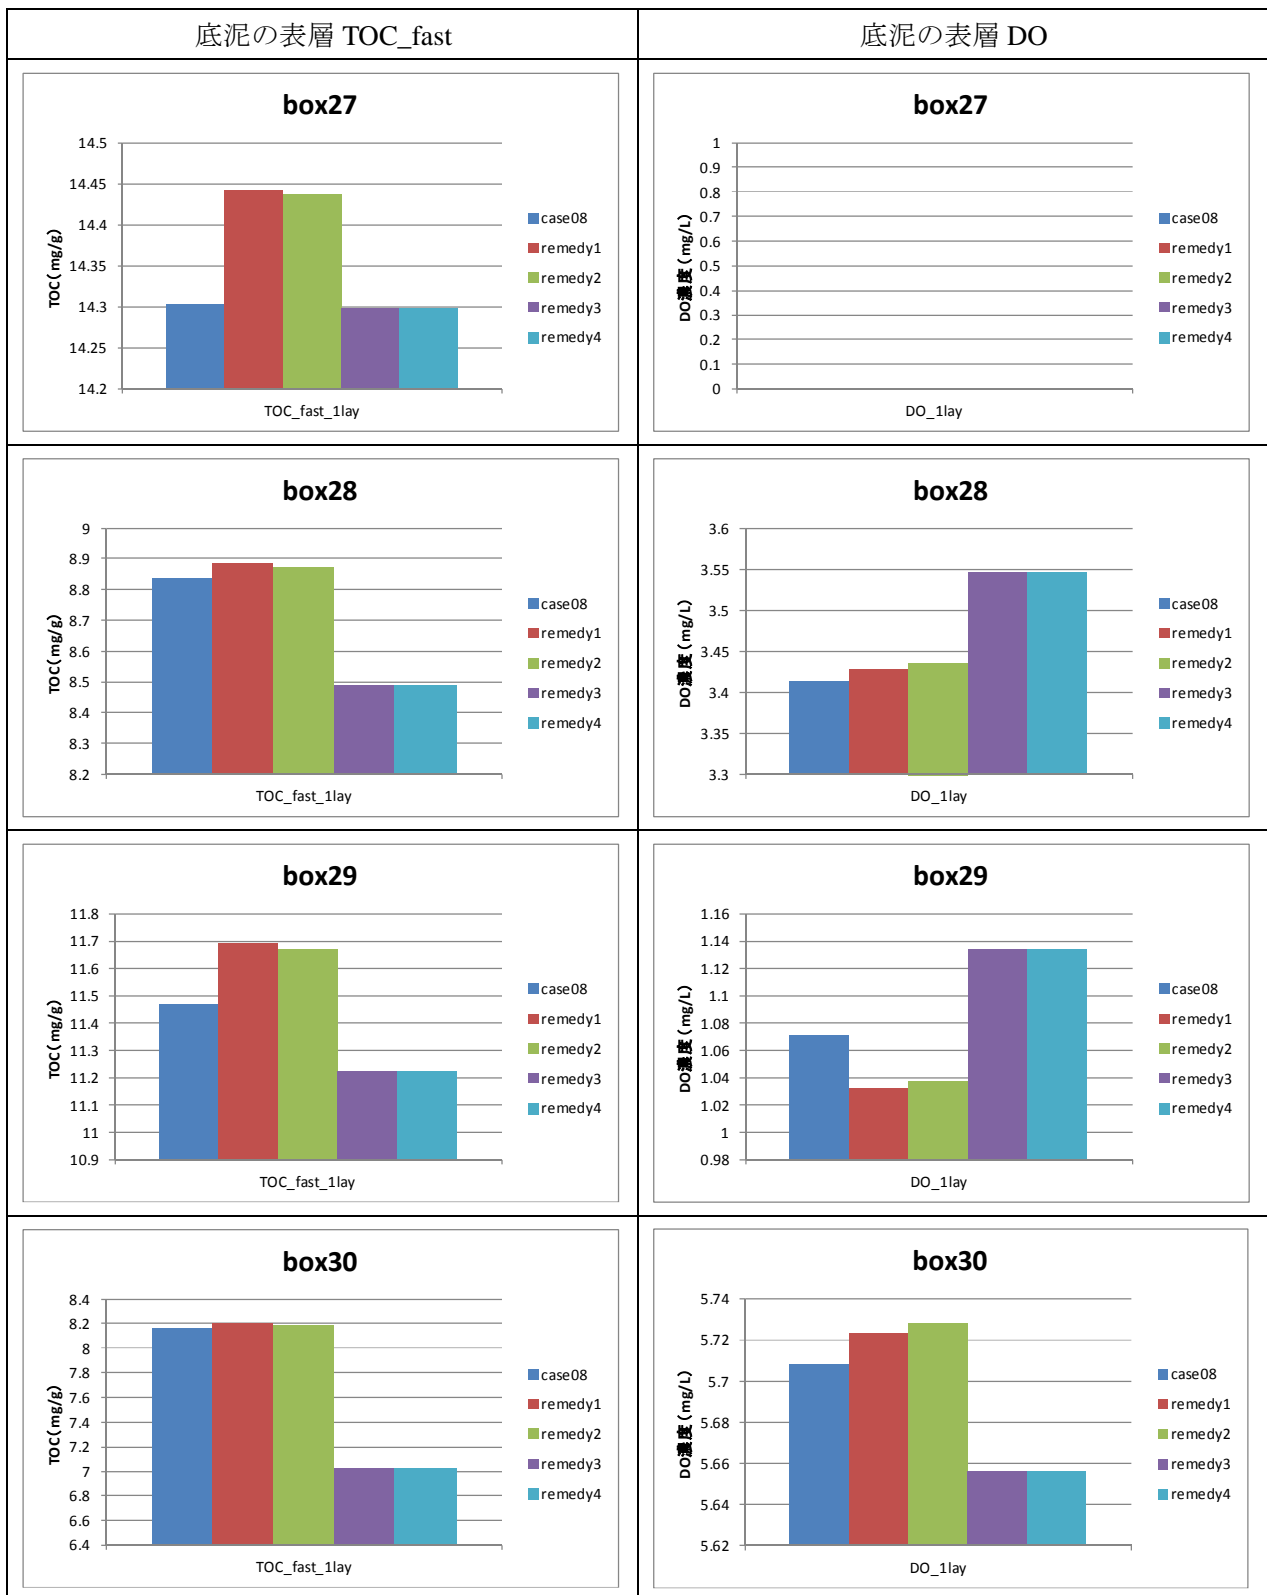 底泥の表層 TOC_fast
底泥の表層 DO
box27
TOC(mg/g)
14.5
14.45
14.4
14.35
14.3
14.25
14.2
TOC_fast_1lay
case08
remedy1
remedy2
remedy3
remedy4
box27
DO濃度(mg/L)
1
0.9
0.8
0.7
0.6
0.5
0.4
0.3
0.2
0.1
0
DO_1lay
case08
remedy1
remedy2
remedy3
remedy4
box28
TOC(mg/g)
9
8.9
8.8
8.7
8.6
8.5
8.4
8.3
8.2
TOC_fast_1lay
case08
remedy1
remedy2
remedy3
remedy4
box28
DO濃度(mg/L)
3.6
3.55
3.5
3.45
3.4
3.35
3.3
DO_1lay
case08
remedy1
remedy2
remedy3
remedy4
box29
TOC(mg/g)
11.8
11.7
11.6
11.5
11.4
11.3
11.2
11.1
11
10.9
TOC_fast_1lay
case08
remedy1
remedy2
remedy3
remedy4
box29
DO濃度(mg/L)
1.16
1.14
1.12
1.1
1.08
1.06
1.04
1.02
1
0.98
DO_1lay
case08
remedy1
remedy2
remedy3
remedy4
box30
TOC(mg/g)
8.4
8.2
8
7.8
7.6
7.4
7.2
7
6.8
6.6
6.4
TOC_fast_1lay
case08
remedy1
remedy2
remedy3
remedy4
box30
DO濃度(mg/L)
5.74
5.72
5.7
5.68
5.66
5.64
5.62
DO_1lay
case08
remedy1
remedy2
remedy3
remedy4